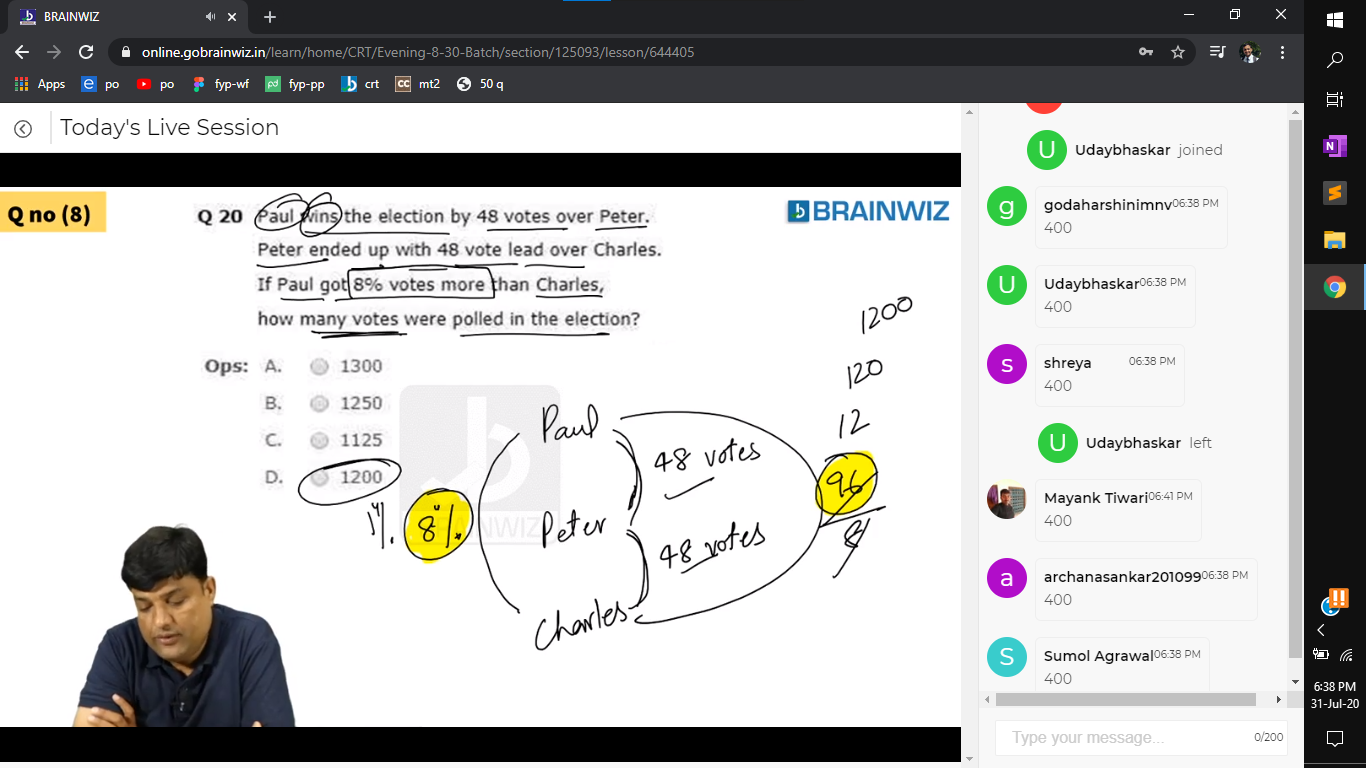 BRAINWIZ
online.gobrainwiz.in/learn/home/CRT/Evening-8-30-Batch/section/125093/lesson/644405
Apps po po fyp-wf fyp-pp crt mt2 50 q
Today's Live Session
Q no (8)
Q 20 Paul wins the election by 48 votes over Peter.
Peter ended up with 48 vote lead over Charles.
If Paul got 8% votes more than Charles,
how many votes were polled in the election?
BRAINWIZ
Ops: A. 1300
B. 1250
C. 1125
D. 1200
BRAINWIZ
1200
120
12
96
8
Paul
48 votes
Peter
48 votes
Charles
1%. 8%.
Udaybhaskar joined
g
godaharshinimnv 06:38 PM
400
U
Udaybhaskar 06:38 PM
400
s
shreya 06:38 PM
400
U
Udaybhaskar left
Mayank Tiwari 06:41 PM
400
a
archanasankar201099 06:38 PM
400
S
Sumol Agrawal 06:38 PM
400
Type your message... 0/200
6:38 PM
31-Jul-20